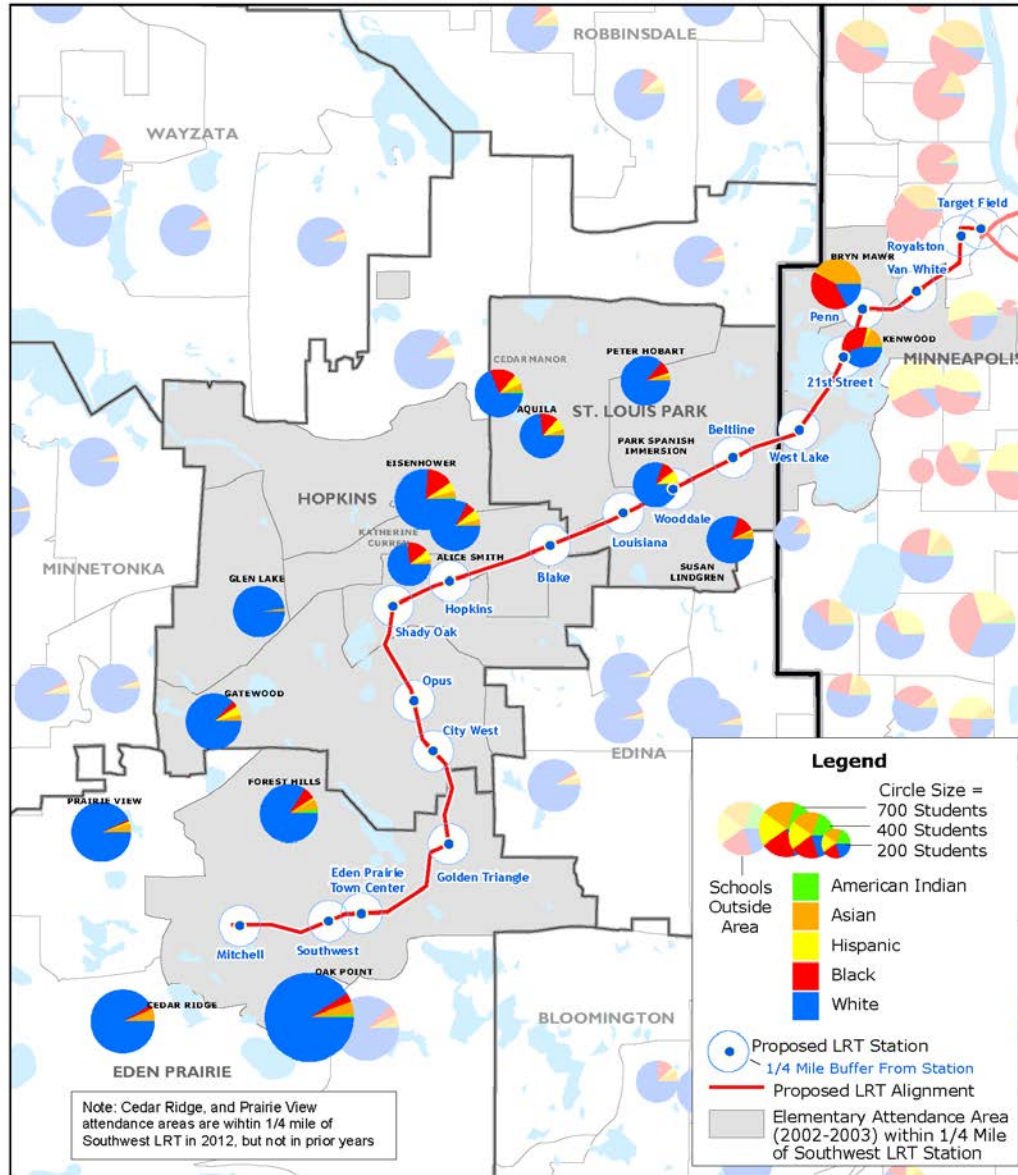 ROBBINSDALE
WAYZATA
Target Field
Royalston
BRYN MAWR
Van White
Penn
KENWOOD
MINNEAPOLIS
21st Street
CEDAR MANOR
PETER HOBART
AQUILA
ST. LOUIS PARK
Beltline
PARK SPANISH
IMMERSION
West Lake
EISENHOWER
HOPKINS
Wooddale
KATHERINE
CURREN
Louisiana
ALICE SMITH
MINNETONKA
Blake
SUSAN
LINDGREN
GLEN LAKE
Hopkins
Shady Oak
Opus
GATEWOOD
City West
EDINA
FOREST HILLS
PRAIRIE VIEW
Eden Prairie
Town Center
Golden Triangle
Mitchell
Southwest
OAK POINT
CEDAR RIDGE
BLOOMINGTON
EDEN PRAIRIE
Note: Cedar Ridge, and Prairie View
attendance areas are wihtin 1/4 mile of
Southwest LRT in 2012, but not in prior years
Legend
Circle Size =
700 Students
400 Students
200 Students
Schools
Outside
Area
American Indian
Asian
Hispanic
Black
White
Proposed LRT Station
1/4 Mile Buffer From Station
Proposed LRT Alignment
Elementary Attendance Area
(2002-2003) within 1/4 Mile
of Southwest LRT Station